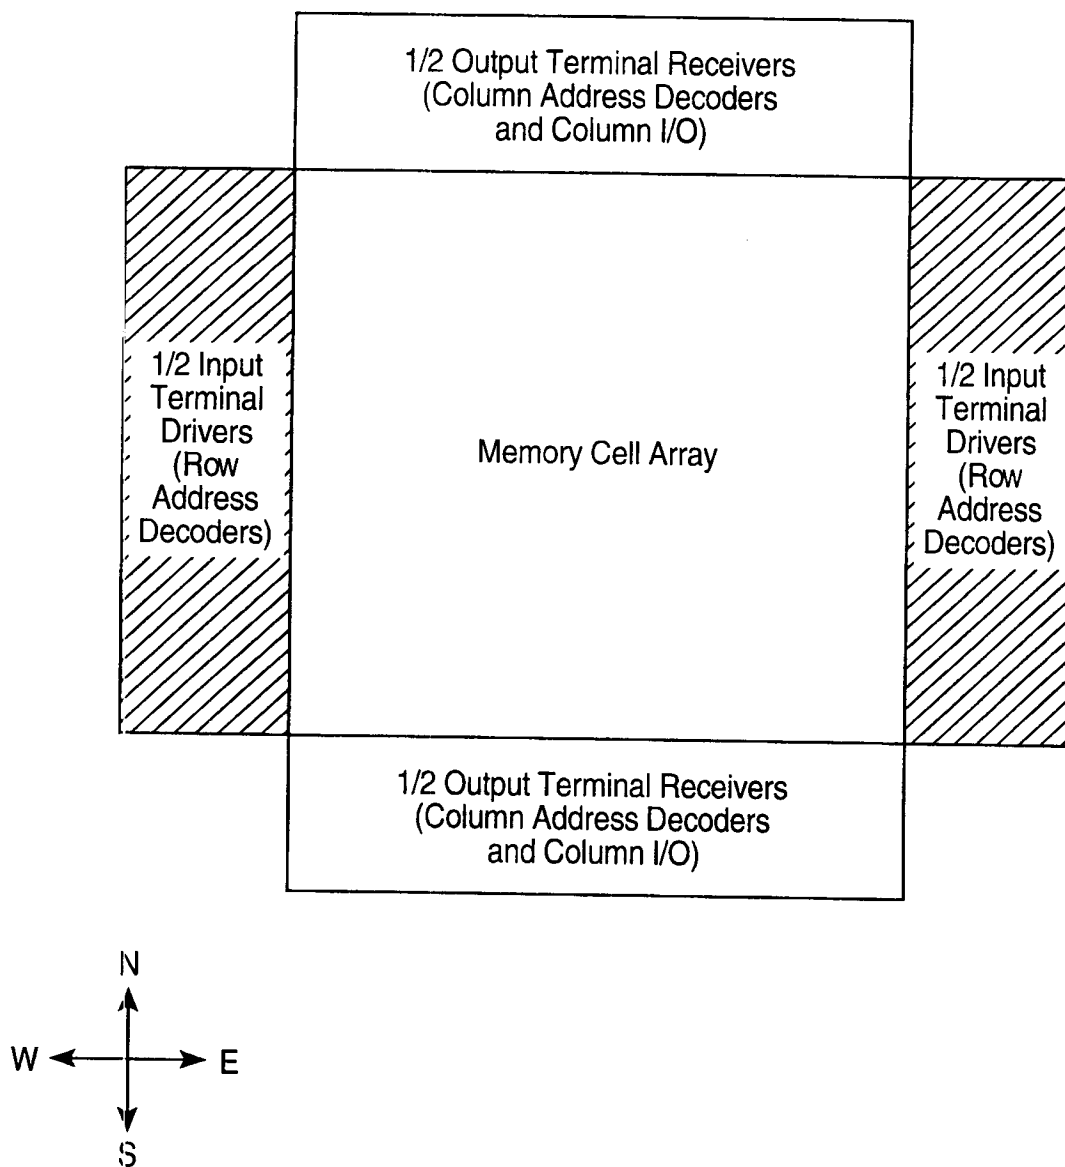 1/2 Output Terminal Receivers
(Column Address Decoders
and Column I/O)
1/2 Input
Terminal
Drivers
(Row
Address
Decoders)
Memory Cell Array
1/2 Input
Terminal
Drivers
(Row
Address
Decoders)
1/2 Output Terminal Receivers
(Column Address Decoders
and Column I/O)
N
W
E
S